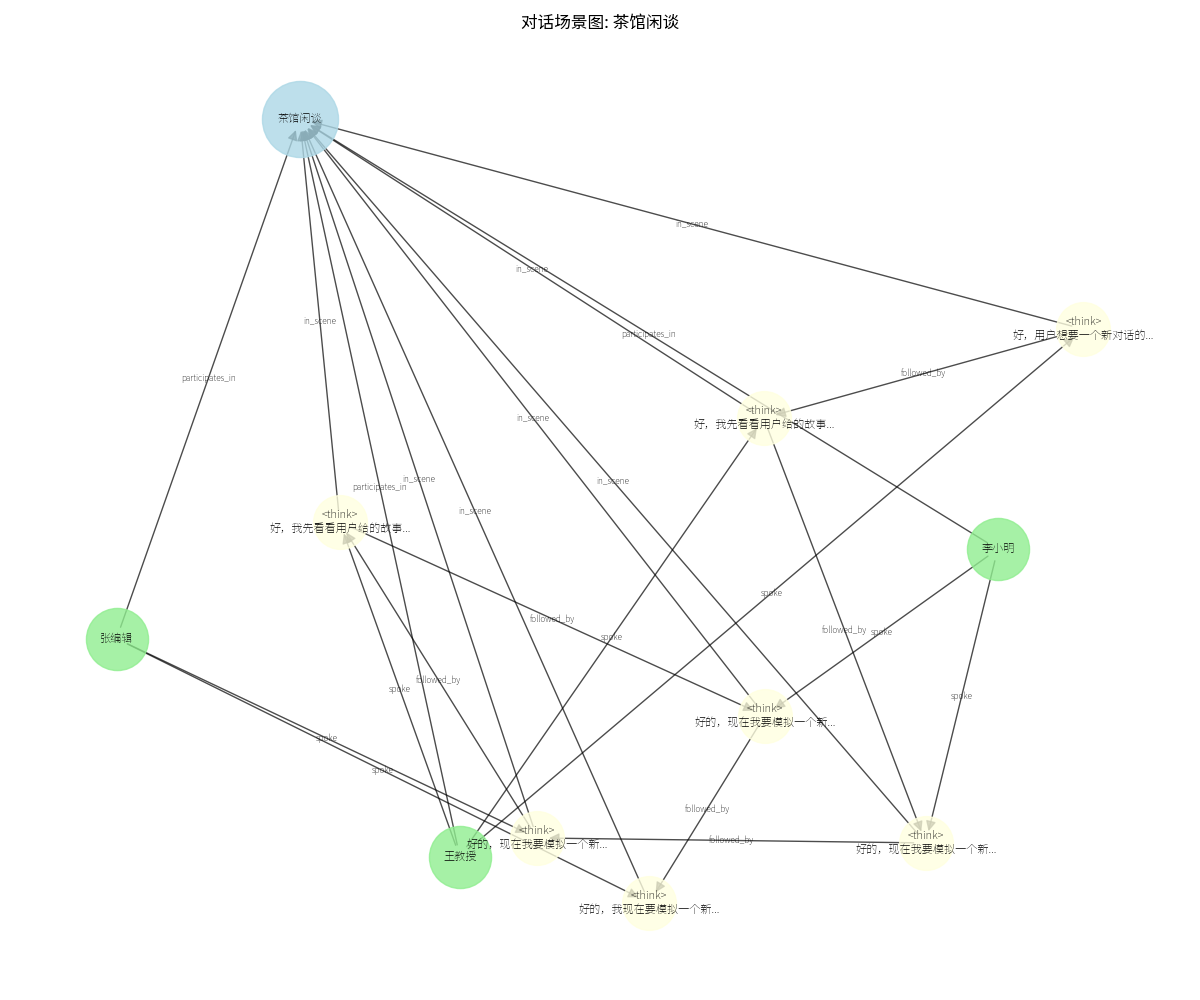 对话场景图: 茶馆闲谈
茶馆闲谈
in_scene
in_scene
in_scene
participates_in
<think>
好，用户想要一个新对话的...
participates_in
followed_by
<think>
好，我先看看用户给的故事...
in_scene
in_scene
participates_in
in_scene
in_scene
<think>
好，我先看看用户给的故事...
李小明
spoke
followed_by
followed_by
spoke
spoke
张编辑
followed_by
spoke
spoke
<think>
好的，现在我要模拟一个新...
spoke
spoke
followed_by
<think>
好的，现在我要模拟一个新...
followed_by
<think>
好的，现在我要模拟一个新...
王教授
<think>
好的，我现在要模拟一个新...